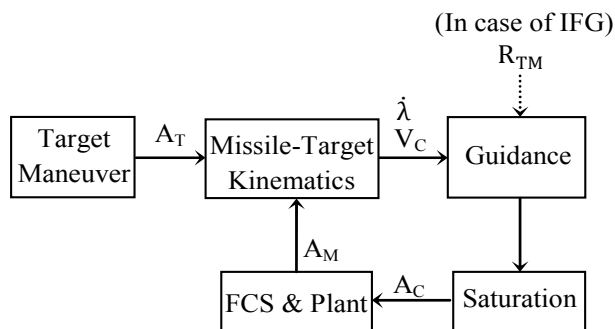 (In case of IFG)
R_TM
Target
Maneuver
A_T
Missile-Target
Kinematics
λ̇
V_C
Guidance
A_M
FCS & Plant
A_C
Saturation